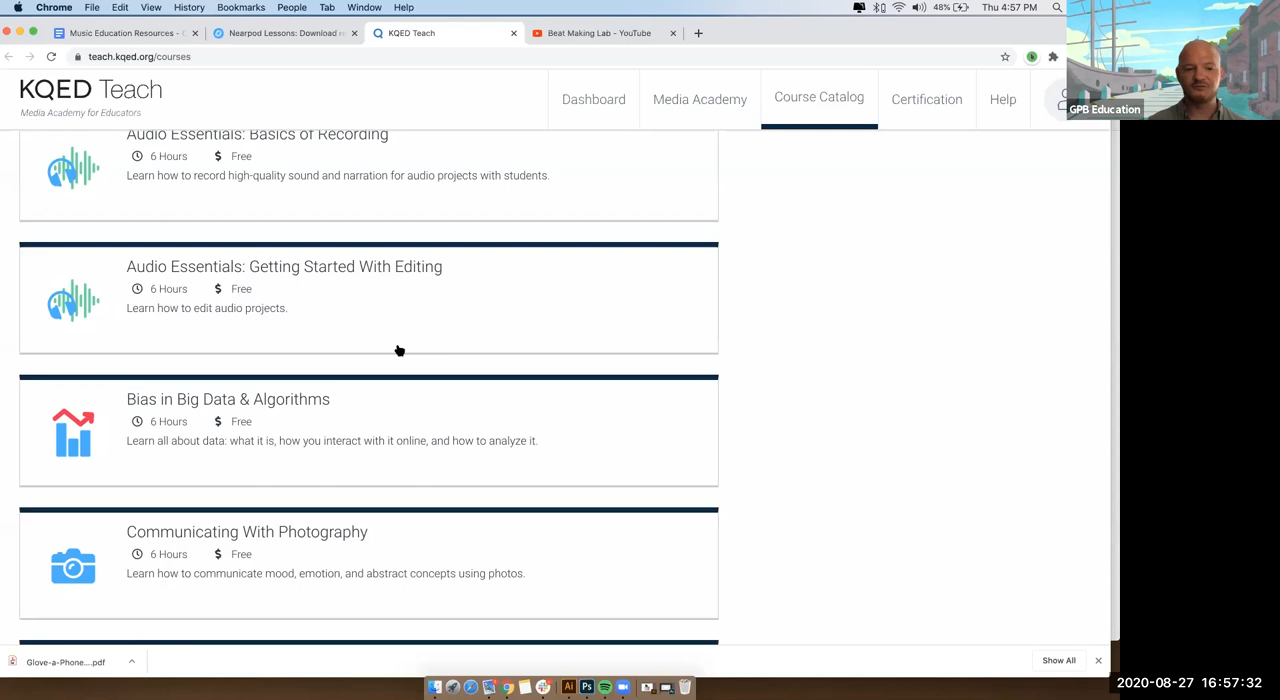 Chrome File Edit View History Bookmarks People Tab Window Help
48% Thu 4:57 PM
Music Education Resources -
Nearpod Lessons: Download
KQED Teach
Beat Making Lab - YouTube
teach.kqed.org/courses
GPB Education
KQED Teach
Media Academy for Educators
Dashboard Media Academy Course Catalog Certification Help
Audio Essentials: Basics of Recording
6 Hours $ Free
Learn how to record high-quality sound and narration for audio projects with students.
Audio Essentials: Getting Started With Editing
6 Hours $ Free
Learn how to edit audio projects.
Bias in Big Data & Algorithms
6 Hours $ Free
Learn all about data: what it is, how you interact with it online, and how to analyze it.
Communicating With Photography
6 Hours $ Free
Learn how to communicate mood, emotion, and abstract concepts using photos.
Glove-a-Phone....pdf
Show All
Ai Ps
2020-08-27 16:57:32